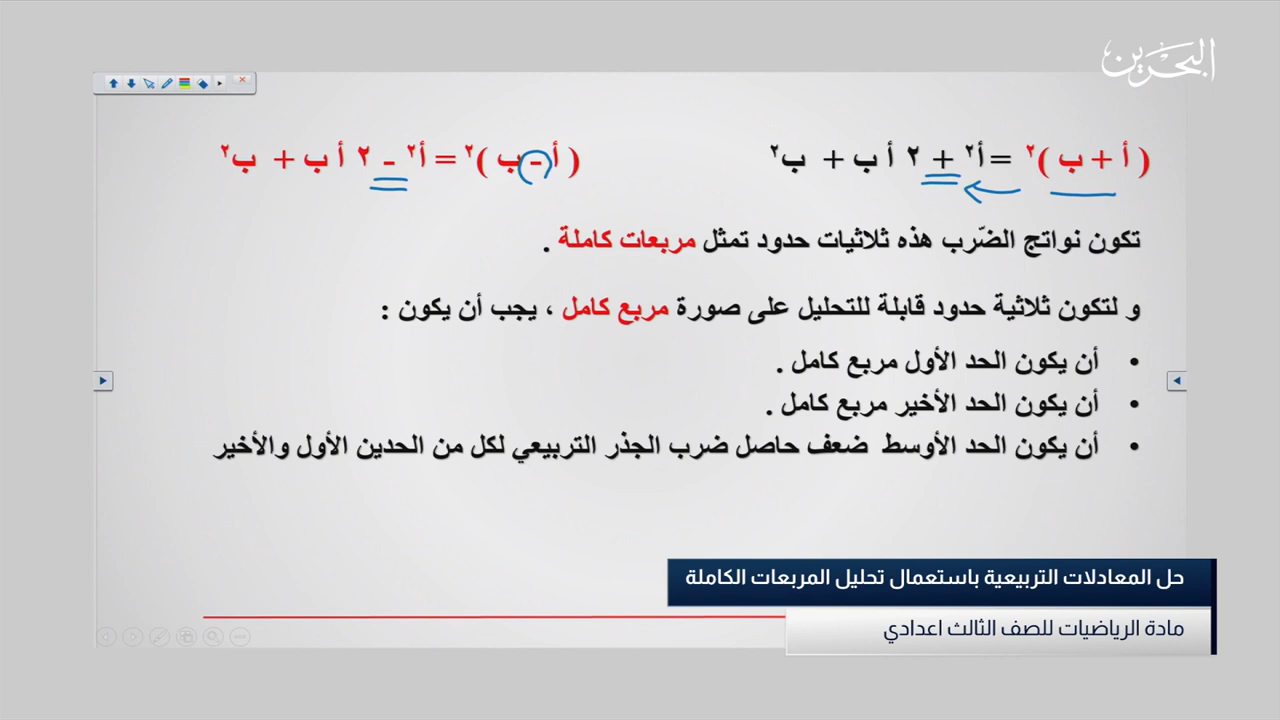 البحرين
( أ + ب )٢ = أ٢ + ٢ أ ب + ب٢
( أ - ب )٢ = أ٢ - ٢ أ ب + ب٢
تكون نواتج الضّرب هذه ثلاثيات حدود تمثل مربعات كاملة .
و لتكون ثلاثية حدود قابلة للتحليل على صورة مربع كامل ، يجب أن يكون :
• أن يكون الحد الأول مربع كامل .
• أن يكون الحد الأخير مربع كامل .
• أن يكون الحد الأوسط ضعف حاصل ضرب الجذر التربيعي لكل من الحدين الأول والأخير
حل المعادلات التربيعية باستعمال تحليل المربعات الكاملة
مادة الرياضيات للصف الثالث اعدادي